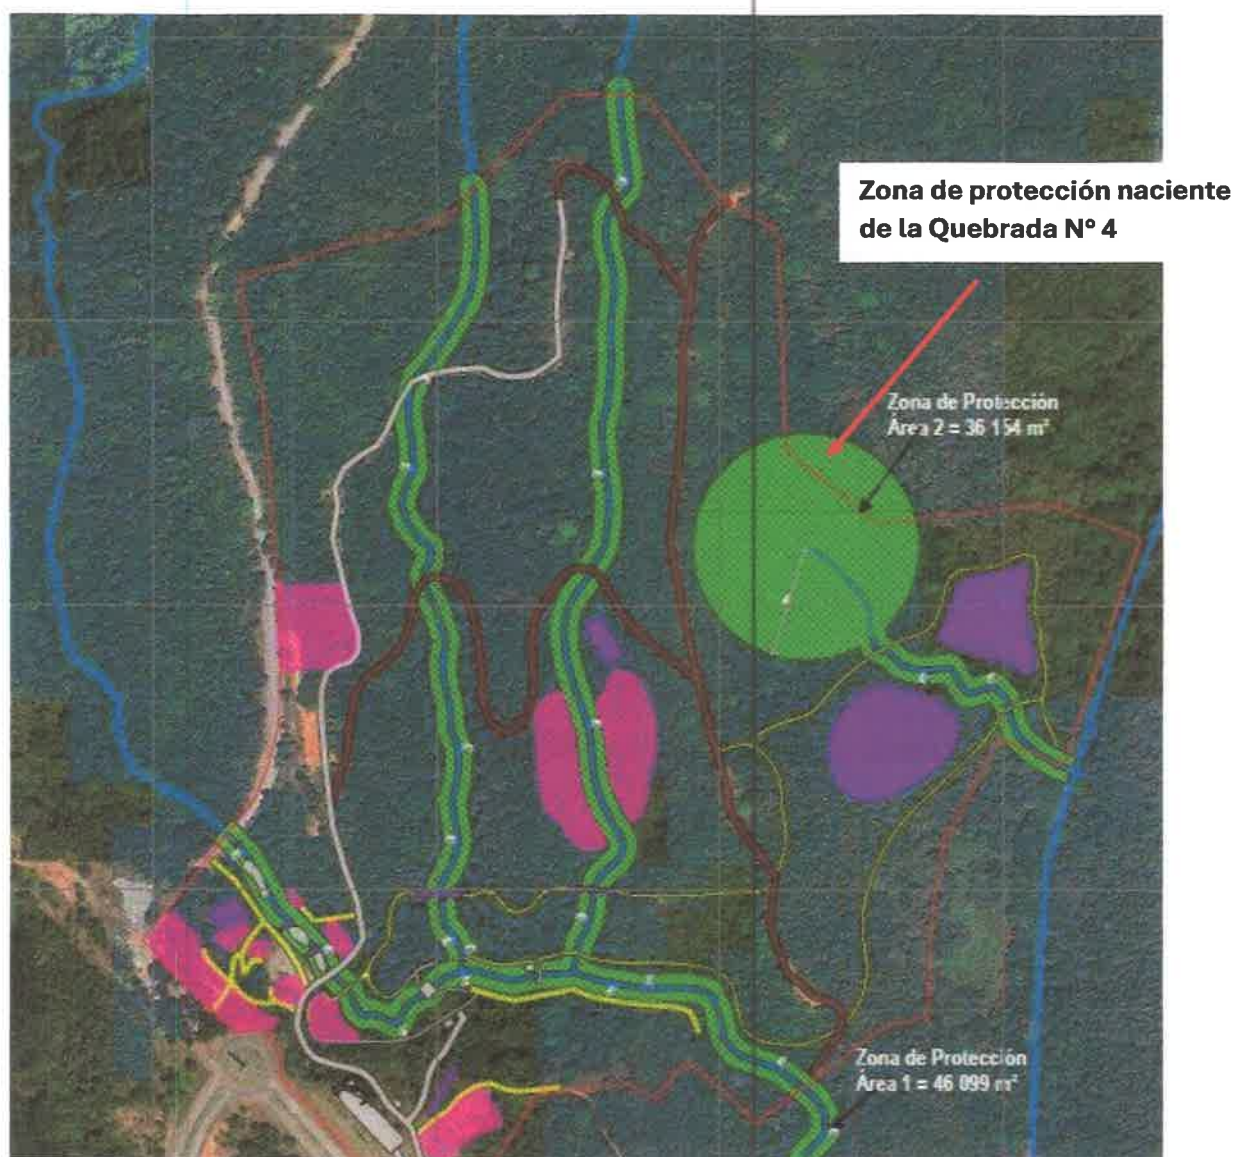 Zona de protección naciente
de la Quebrada Nº 4
Zona de Protección
Área 2 = 36 154 m²
Zona de Protección
Área 1 = 46 099 m²